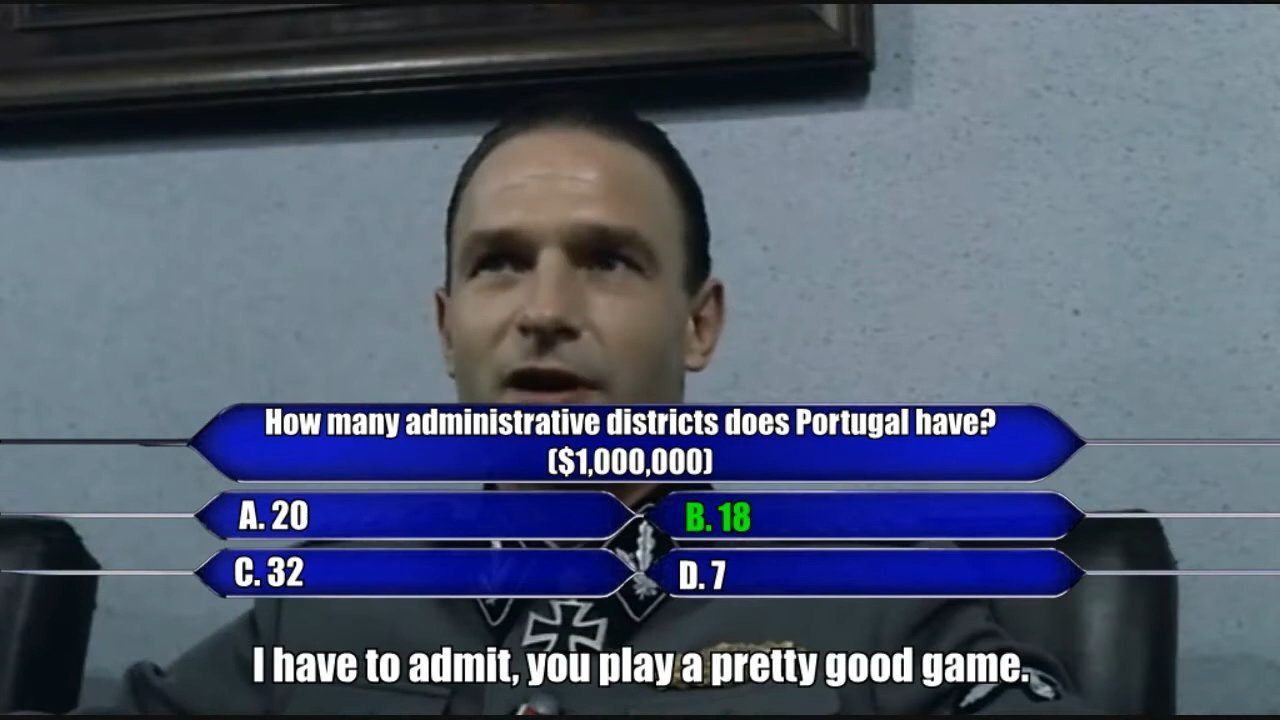 How many administrative districts does Portugal have?
($1,000,000)
A. 20
B. 18
C. 32
D. 7
I have to admit, you play a pretty good game.